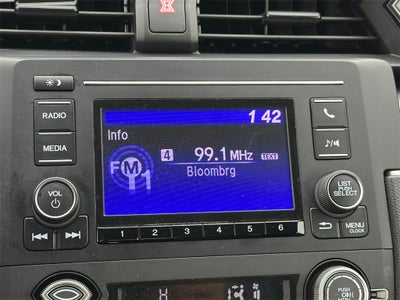 1 42
Info
RADIO
4 99.1 MHz TEXT
MEDIA
FM 1
Bloombrg
♪/
LIST
PUSH
SELECT
VOL
MENU
CLOCK
1 2 3 4 5 6
PUSH